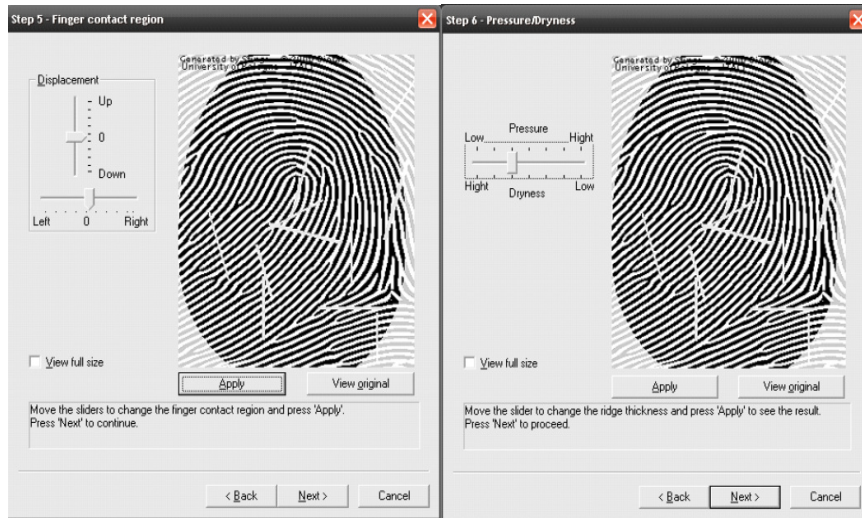 Step 5 - Finger contact region
Generated by
University of
Displacement
Up
0
Down
Left 0 Right
View full size
Apply
View original
Move the sliders to change the finger contact region and press 'Apply'.
Press 'Next' to continue.
< Back
Next >
Cancel
Step 6 - Pressure/Dryness
Generated by
University of
Pressure
Low Hight
Hight Low
Dryness
View full size
Apply
View original
Move the slider to change the ridge thickness and press 'Apply' to see the result.
Press 'Next' to proceed.
< Back
Next >
Cancel